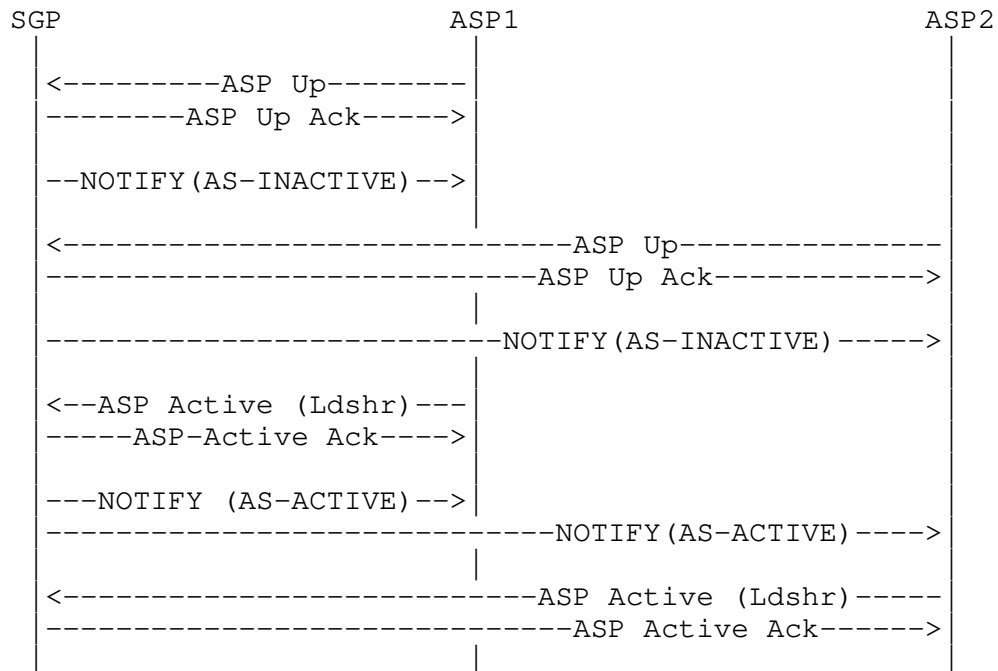 SGP ASP1 ASP2
<---------ASP Up--------
--------ASP Up Ack----->
--NOTIFY(AS-INACTIVE)-->
<-----------------------------ASP Up---------------
----------------------------ASP Up Ack------------>
--------------------------NOTIFY(AS-INACTIVE)----->
<--ASP Active (Ldshr)---
-----ASP-Active Ack---->
---NOTIFY (AS-ACTIVE)-->
-----------------------------NOTIFY(AS-ACTIVE)---->
<---------------------------ASP Active (Ldshr)-----
------------------------------ASP Active Ack------>